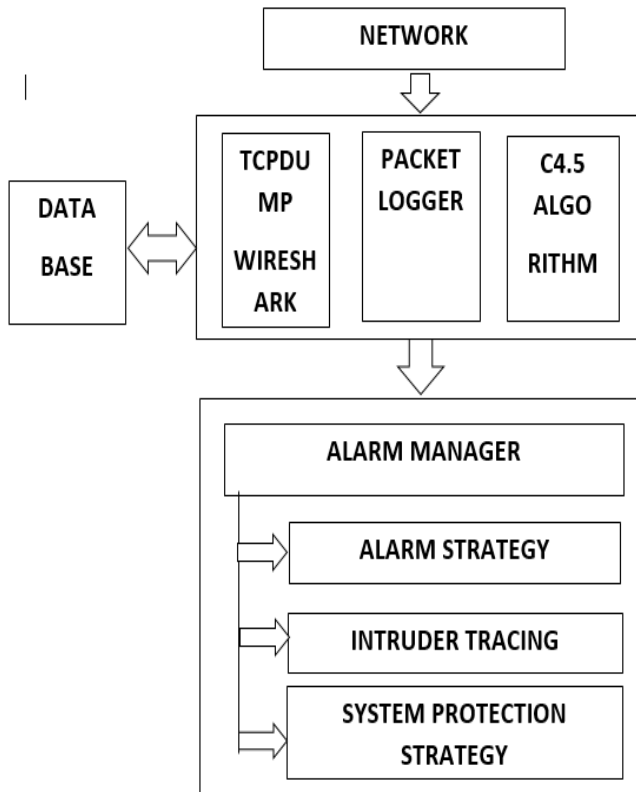 NETWORK
TCPDU
MP
WIRESH
ARK
PACKET
LOGGER
C4.5
ALGO
RITHM
DATA
BASE
ALARM MANAGER
ALARM STRATEGY
INTRUDER TRACING
SYSTEM PROTECTION
STRATEGY